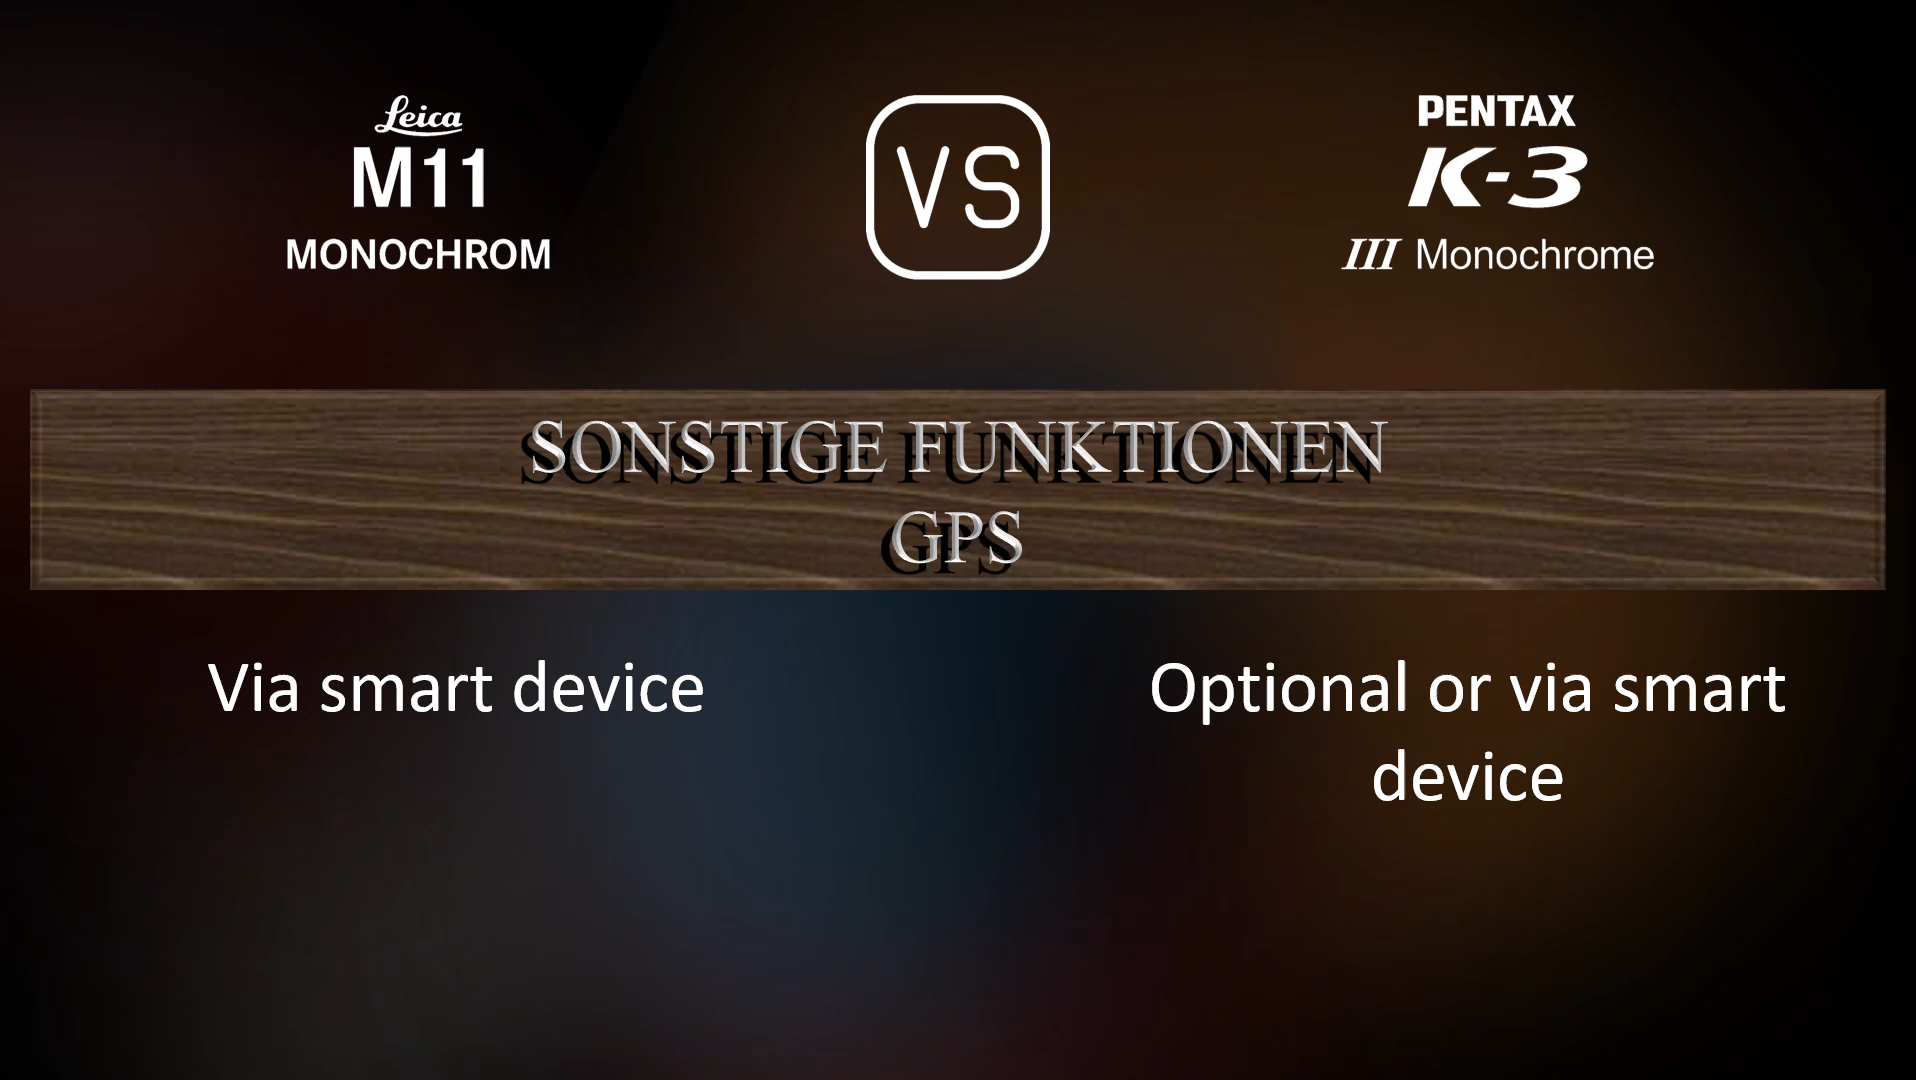 Leica
M11
MONOCHROM
VS
PENTAX
K-3
III Monochrome
SONSTIGE FUNKTIONEN
GPS
Via smart device
Optional or via smart
device